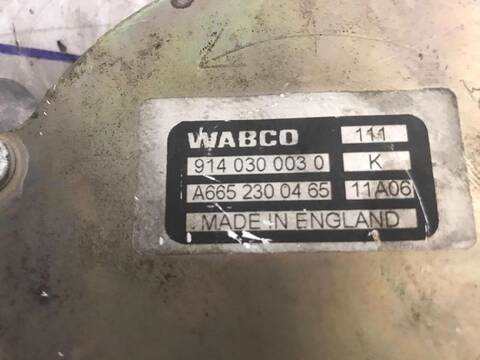 WABCO 111
914 030 003 0 K
A665 230 04 65 11A06
MADE IN ENGLAND